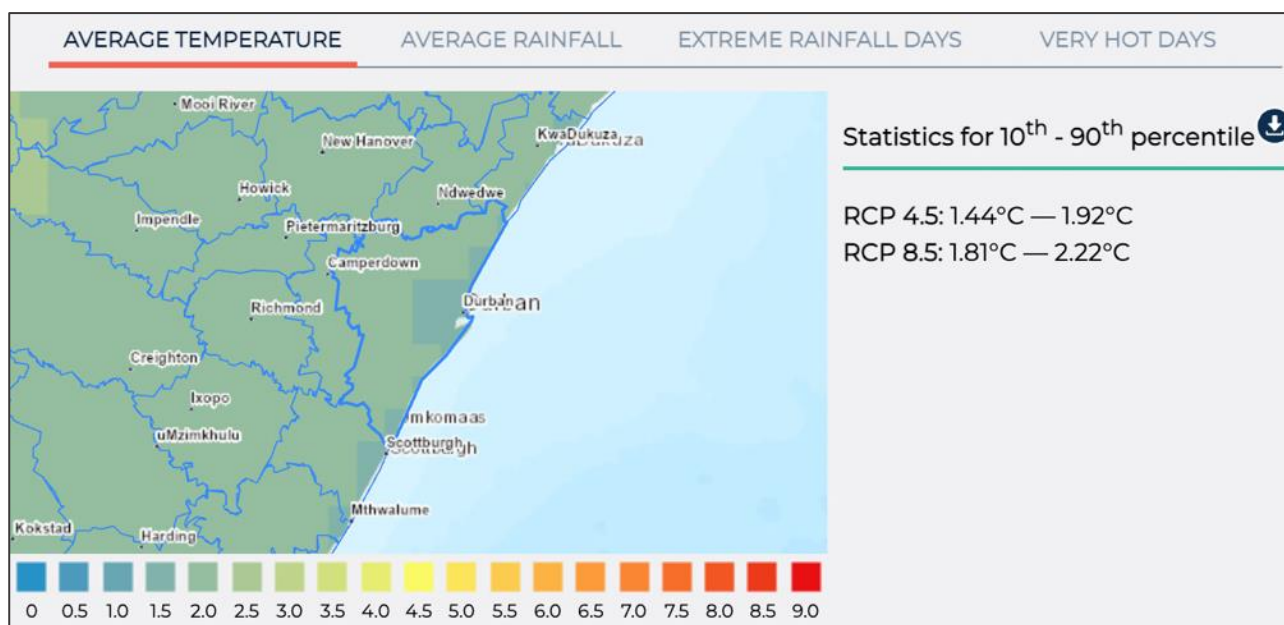 AVERAGE TEMPERATURE AVERAGE RAINFALL EXTREME RAINFALL DAYS VERY HOT DAYS
Mooi River
New Hanover
KwaDukuza
Howick
Ndwedwe
Impendle
Pietermaritzburg
Camperdown
Durban
Richmond
Creighton
Ixopo
mkomaas
uMzimkhulu
Scottburgh
Mthwalume
Kokstad
Harding
0 0.5 1.0 1.5 2.0 2.5 3.0 3.5 4.0 4.5 5.0 5.5 6.0 6.5 7.0 7.5 8.0 8.5 9.0
Statistics for 10th - 90th percentile
RCP 4.5: 1.44°C — 1.92°C
RCP 8.5: 1.81°C — 2.22°C